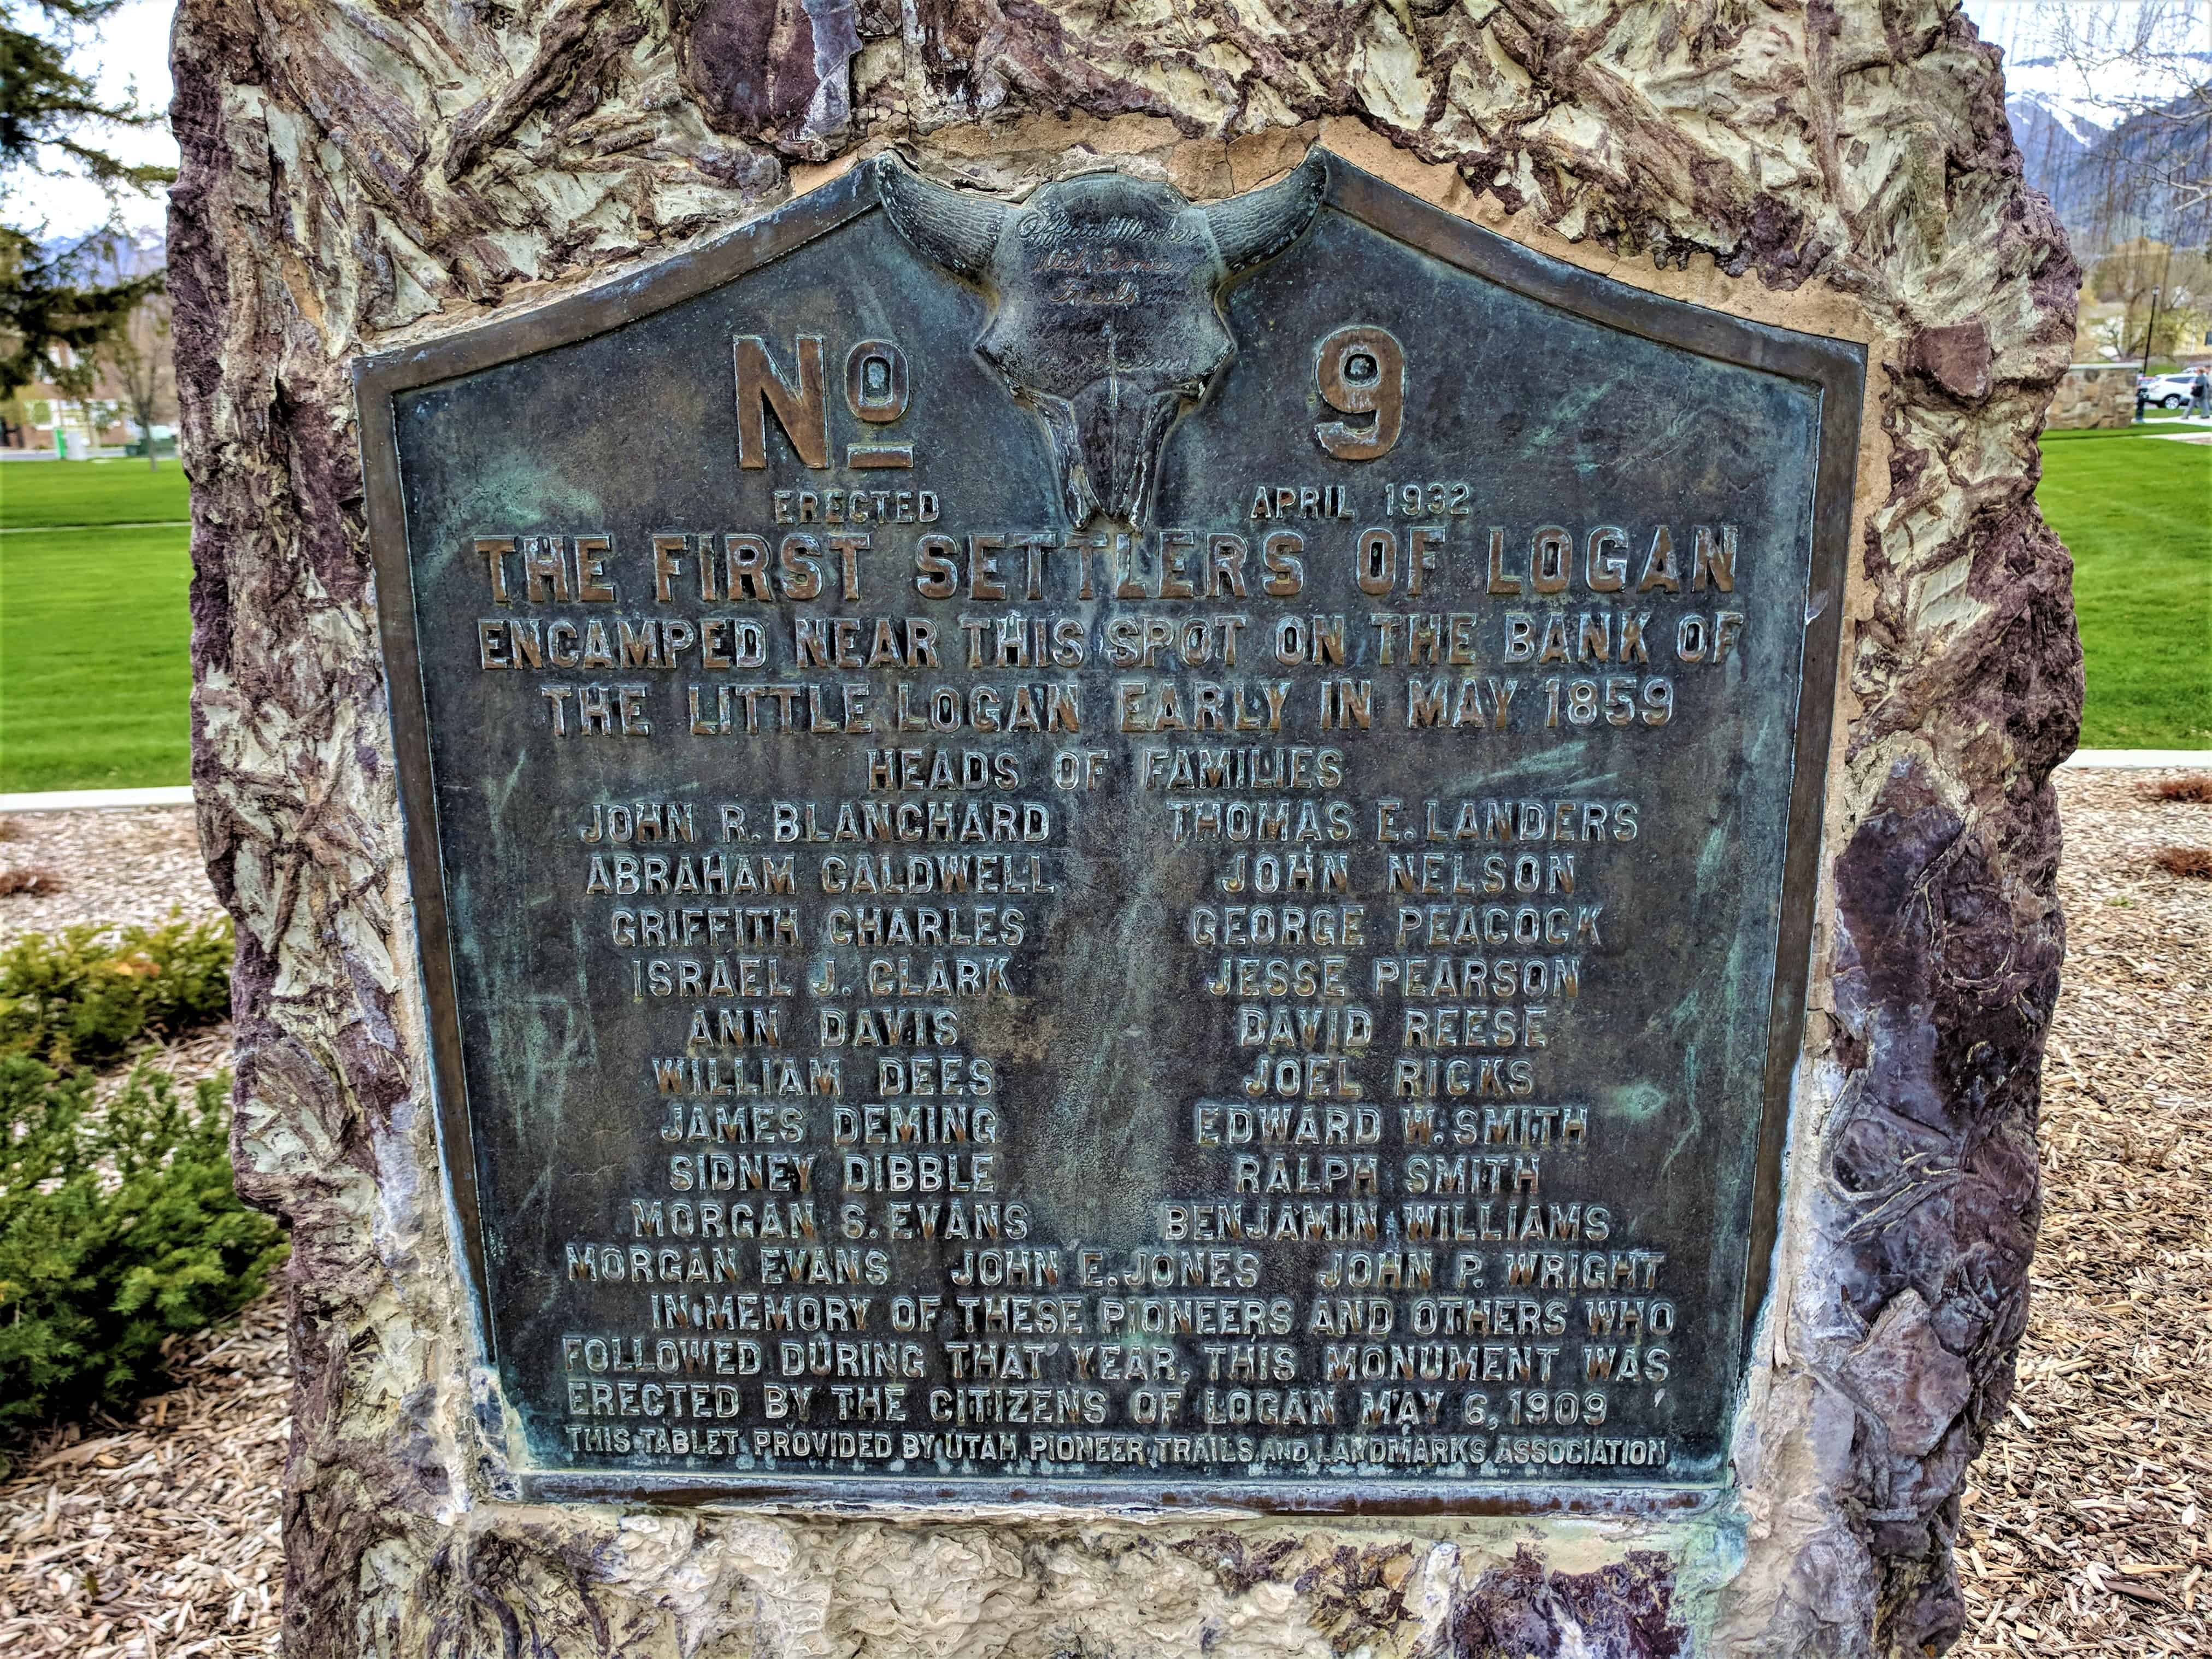 Official Marker
Utah Pioneer
Trails
No 9
ERECTED APRIL 1932
THE FIRST SETTLERS OF LOGAN
ENCAMPED NEAR THIS SPOT ON THE BANK OF
THE LITTLE LOGAN EARLY IN MAY 1859
HEADS OF FAMILIES
JOHN R. BLANCHARD THOMAS E. LANDERS
ABRAHAM CALDWELL JOHN NELSON
GRIFFITH CHARLES GEORGE PEACOCK
ISRAEL J. CLARK JESSE PEARSON
ANN DAVIS DAVID REESE
WILLIAM DEES JOEL RICKS
JAMES DEMING EDWARD W. SMITH
SIDNEY DIBBLE RALPH SMITH
MORGAN S. EVANS BENJAMIN WILLIAMS
MORGAN EVANS JOHN E. JONES JOHN P. WRIGHT
IN MEMORY OF THESE PIONEERS AND OTHERS WHO
FOLLOWED DURING THAT YEAR, THIS MONUMENT WAS
ERECTED BY THE CITIZENS OF LOGAN MAY 6, 1909
THIS TABLET PROVIDED BY UTAH PIONEER TRAILS AND LANDMARKS ASSOCIATION